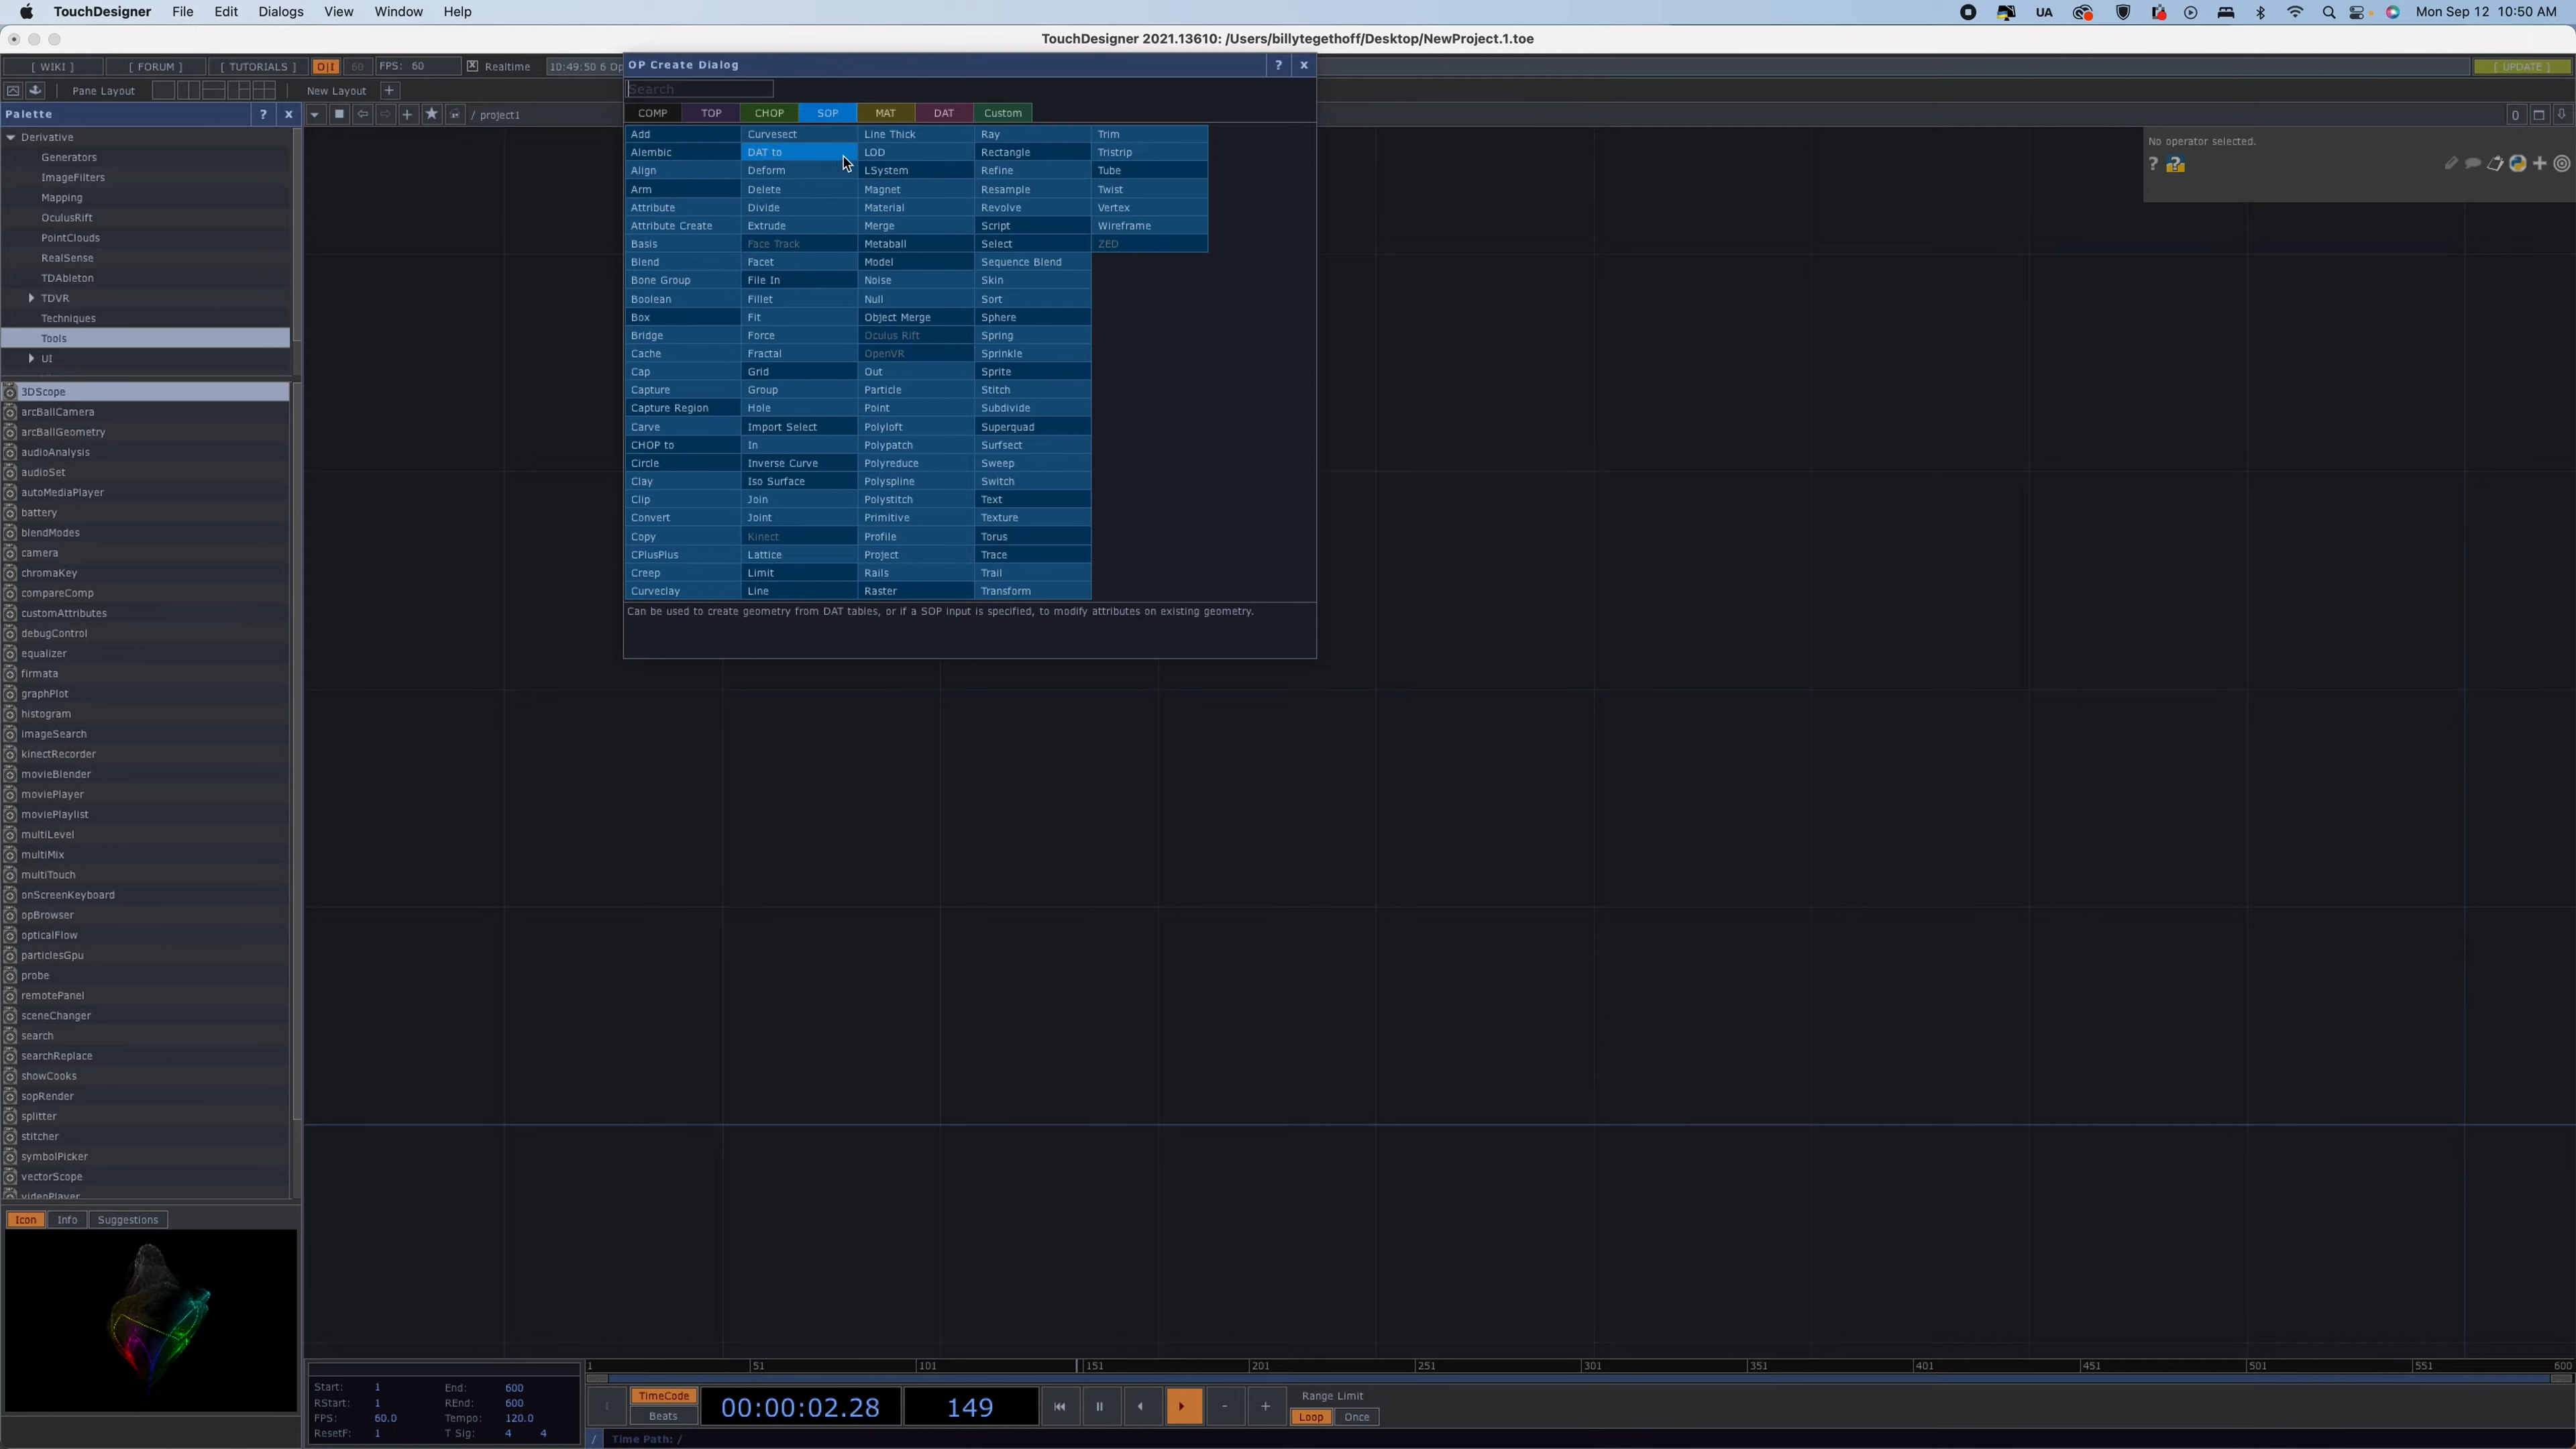 TouchDesigner File Edit Dialogs View Window Help
UA
Mon Sep 12 10:50 AM
TouchDesigner 2021.13610: /Users/billytegethoff/Desktop/NewProject.1.toe
[ WIKI ] [ FORUM ] [ TUTORIALS ] O|I 60 FPS: 60 Realtime 10:49:50 6 Op
[ UPDATE ]
Pane Layout New Layout +
Palette ? x
/ project1
Derivative
Generators
ImageFilters
Mapping
OculusRift
PointClouds
RealSense
TDAbleton
TDVR
Techniques
Tools
UI
3DScope
arcBallCamera
arcBallGeometry
audioAnalysis
audioSet
autoMediaPlayer
battery
blendModes
camera
chromaKey
compareComp
customAttributes
debugControl
equalizer
firmata
graphPlot
histogram
imageSearch
kinectRecorder
movieBlender
moviePlayer
moviePlaylist
multiLevel
multiMix
multiTouch
onScreenKeyboard
opBrowser
opticalFlow
particlesGpu
probe
remotePanel
sceneChanger
search
searchReplace
showCooks
sopRender
splitter
stitcher
symbolPicker
vectorScope
videoPlayer
Icon Info Suggestions
OP Create Dialog ? x
Search
COMP TOP CHOP SOP MAT DAT Custom
Add Curvesect Line Thick Ray Trim
Alembic DAT to LOD Rectangle Tristrip
Align Deform LSystem Refine Tube
Arm Delete Magnet Resample Twist
Attribute Divide Material Revolve Vertex
Attribute Create Extrude Merge Script Wireframe
Basis Face Track Metaball Select ZED
Blend Facet Model Sequence Blend
Bone Group File In Noise Skin
Boolean Fillet Null Sort
Box Fit Object Merge Sphere
Bridge Force Oculus Rift Spring
Cache Fractal OpenVR Sprinkle
Cap Grid Out Sprite
Capture Group Particle Stitch
Capture Region Hole Point Subdivide
Carve Import Select Polyloft Superquad
CHOP to In Polypatch Surfsect
Circle Inverse Curve Polyreduce Sweep
Clay Iso Surface Polyspline Switch
Clip Join Polystitch Text
Convert Joint Primitive Texture
Copy Kinect Profile Torus
CPlusPlus Lattice Project Trace
Creep Limit Rails Trail
Curveclay Line Raster Transform
Can be used to create geometry from DAT tables, or if a SOP input is specified, to modify attributes on existing geometry.
0
No operator selected.
?
1 51 101 151 201 251 301 351 401 451 501 551 600
Start: 1 End: 600
RStart: 1 REnd: 600
FPS: 60.0 Tempo: 120.0
ResetF: 1 T Sig: 4 4
TimeCode
Beats
00:00:02.28
149
- +
Range Limit
Loop Once
/ Time Path: /